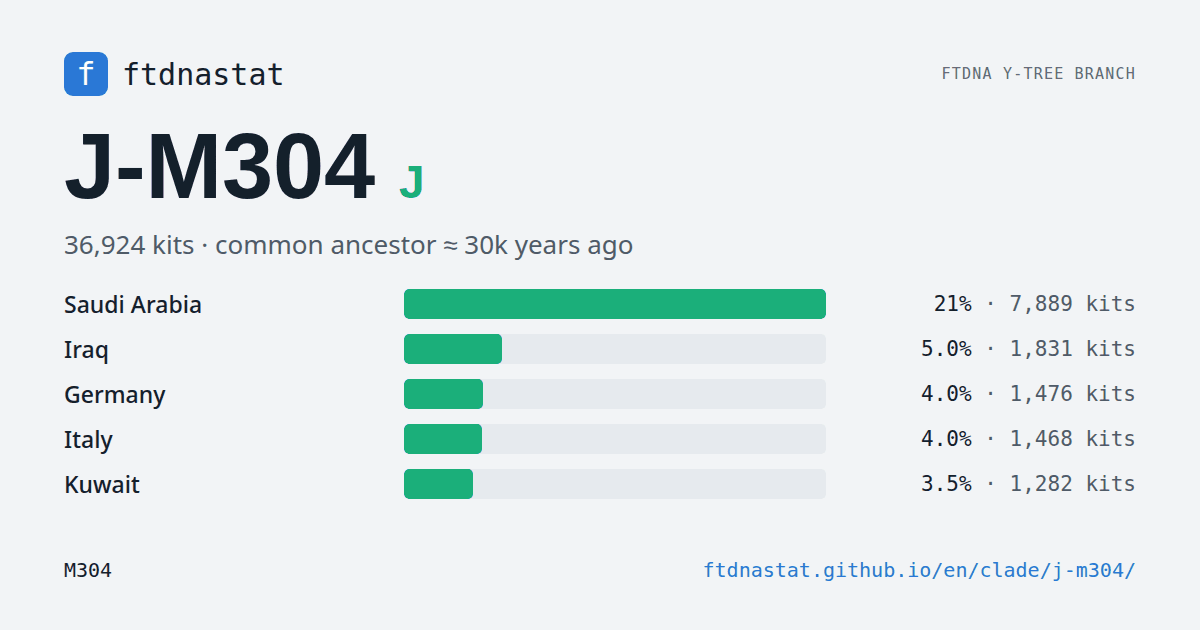 f ftdnastat
FTDNA Y-TREE BRANCH
J-M304 J
36,924 kits · common ancestor ≈ 30k years ago
Saudi Arabia 21% · 7,889 kits
Iraq 5.0% · 1,831 kits
Germany 4.0% · 1,476 kits
Italy 4.0% · 1,468 kits
Kuwait 3.5% · 1,282 kits
M304 ftdnastat.github.io/en/clade/j-m304/